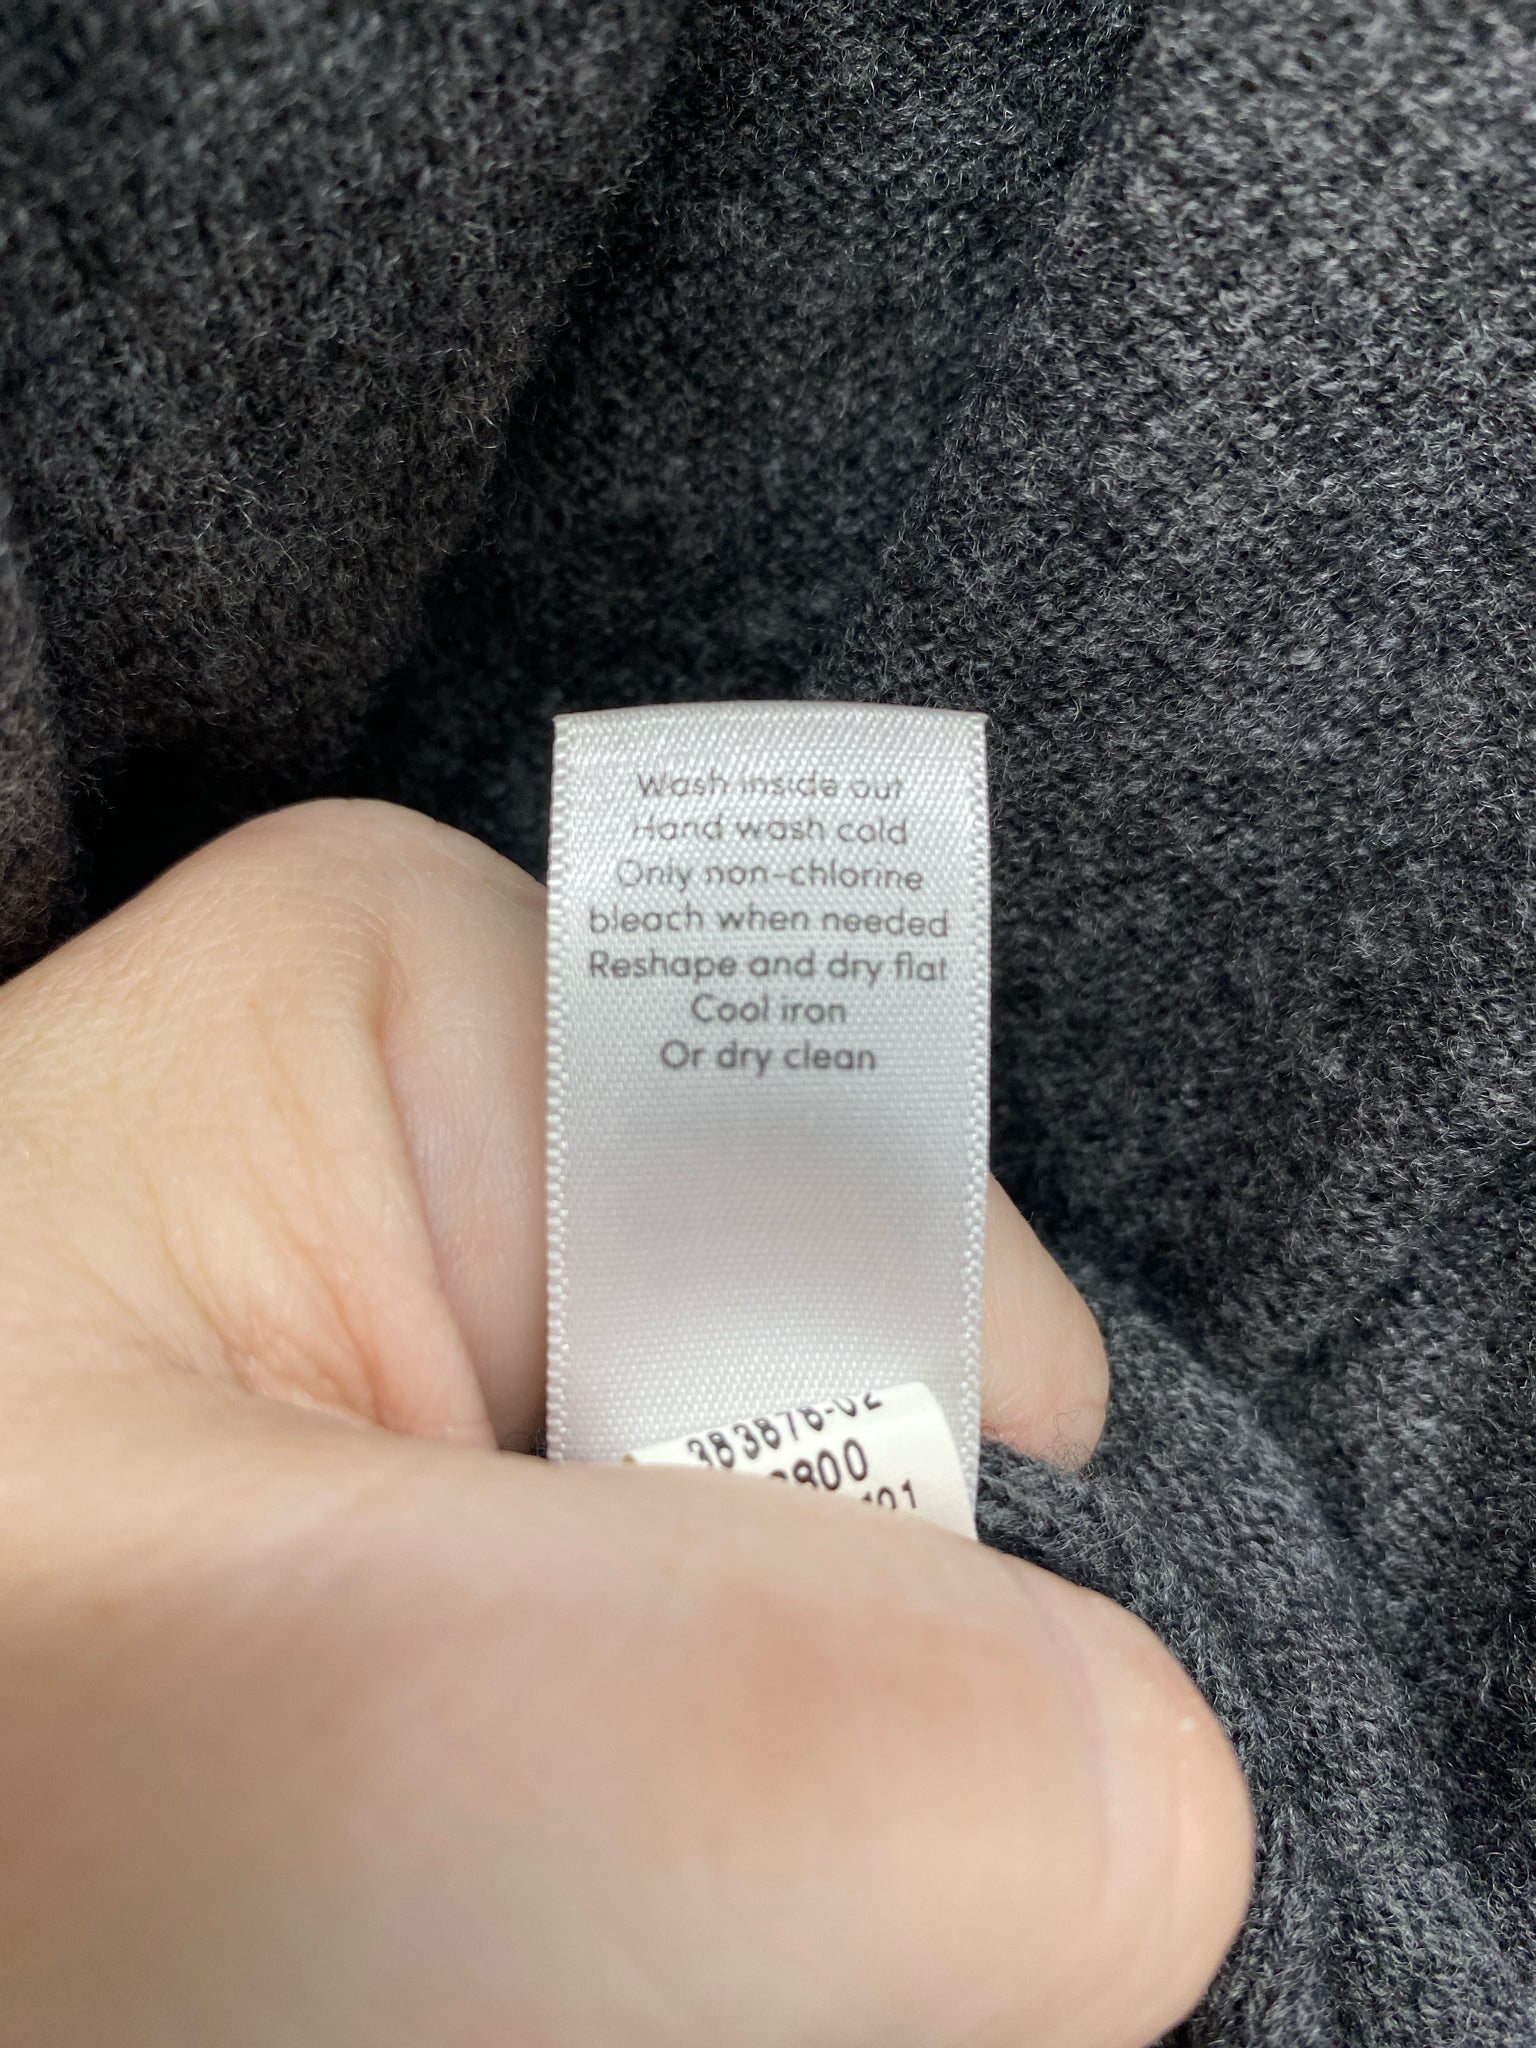 Wash inside out
Hand wash cold
Only non-chlorine
bleach when needed
Reshape and dry flat
Cool iron
Or dry clean
383876-02